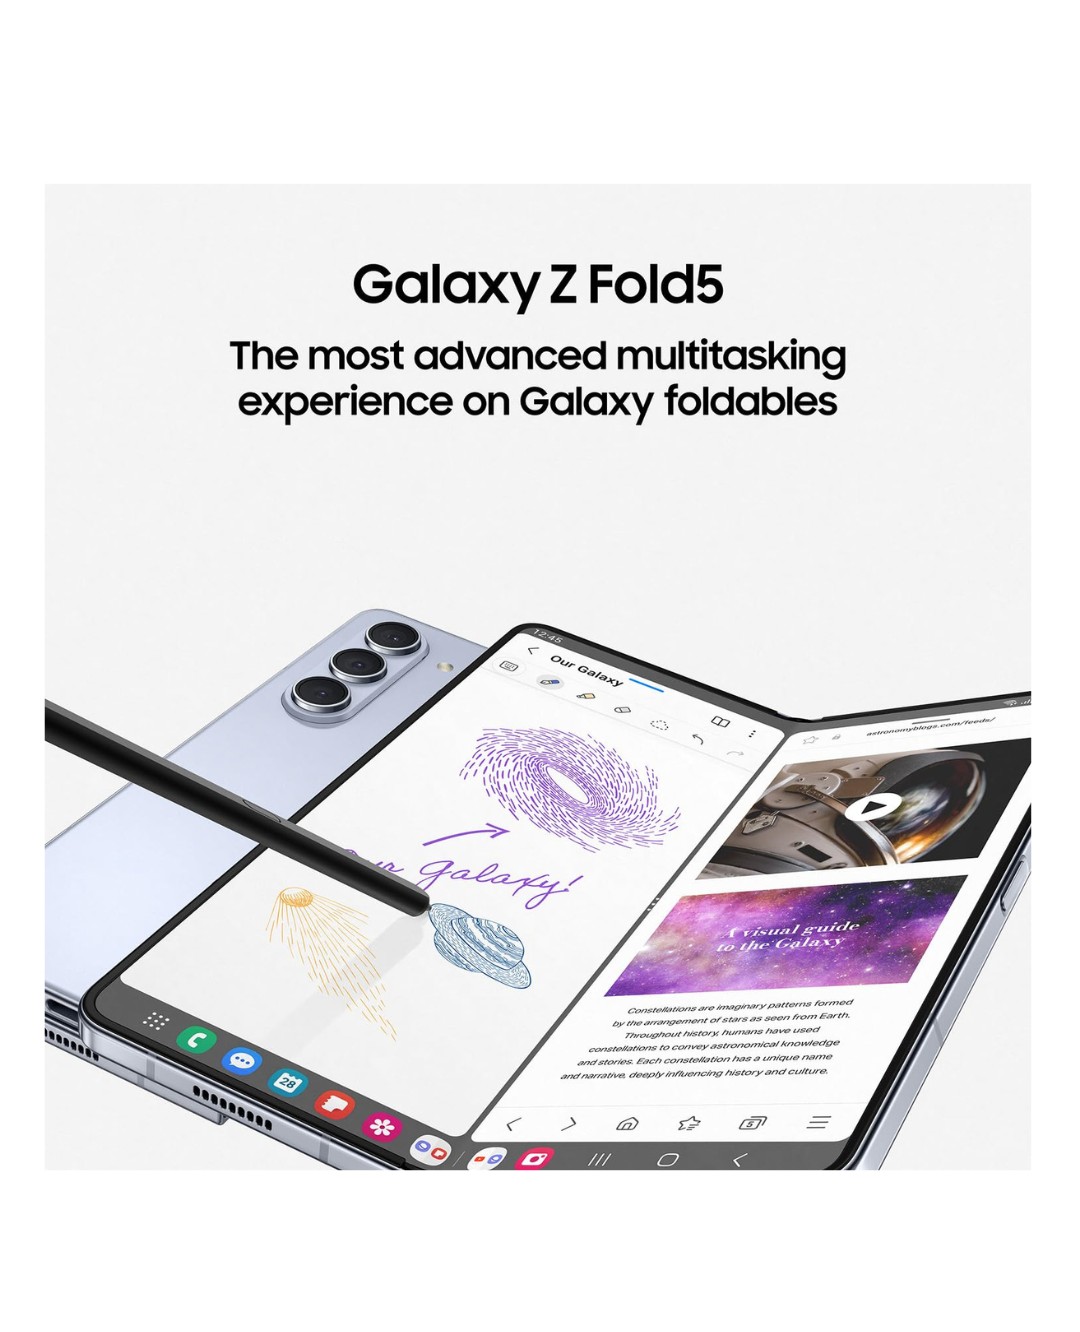 Galaxy Z Fold5
The most advanced multitasking
experience on Galaxy foldables
12:45
Our Galaxy
astronomyblogs.com/feeds/
Galaxy!
A visual guide
to the Galaxy
Constellations are imaginary patterns formed
by the arrangement of stars as seen from Earth.
Throughout history, humans have used
constellations to convey astronomical knowledge
and stories. Each constellation has a unique name
and narrative, deeply influencing history and culture.
28
5